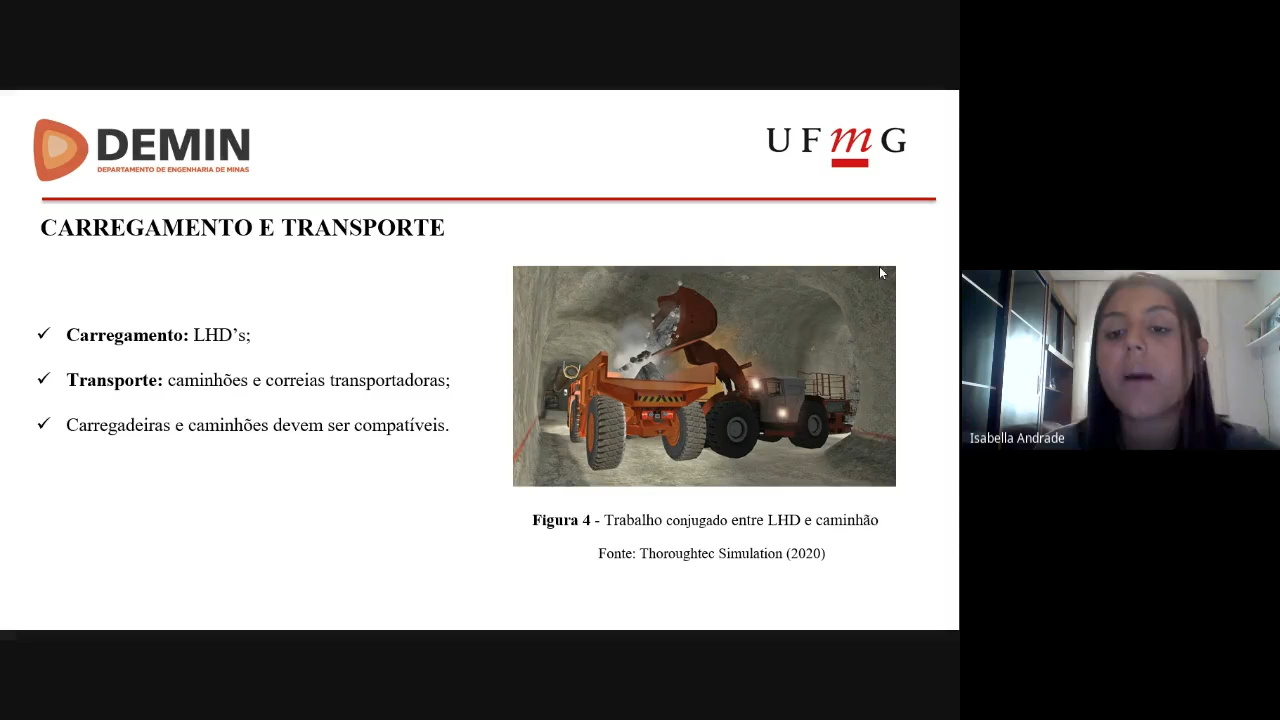 DEMIN
DEPARTAMENTO DE ENGENHARIA DE MINAS
UFmG
CARREGAMENTO E TRANSPORTE
Carregamento: LHD’s;
Transporte: caminhões e correias transportadoras;
Carregadeiras e caminhões devem ser compatíveis.
Figura 4 - Trabalho conjugado entre LHD e caminhão
Fonte: Thoroughtec Simulation (2020)
Isabella Andrade